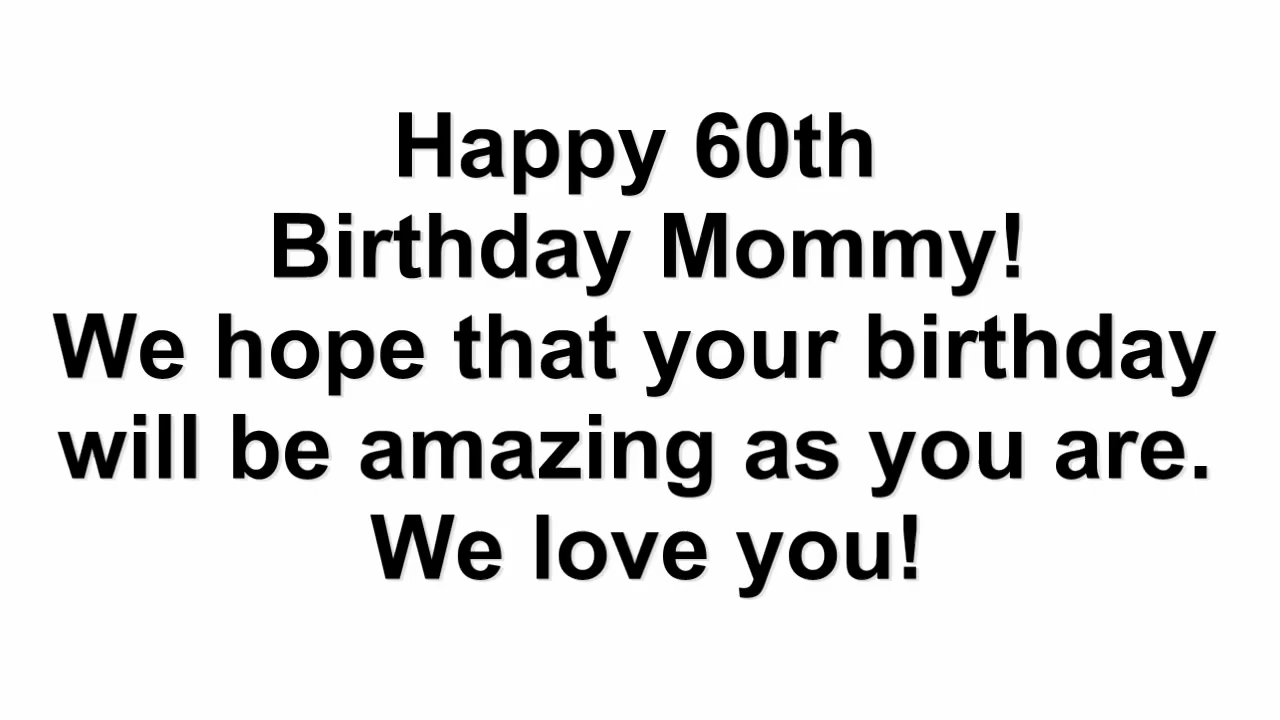 Happy 60th
Birthday Mommy!
We hope that your birthday
will be amazing as you are.
We love you!